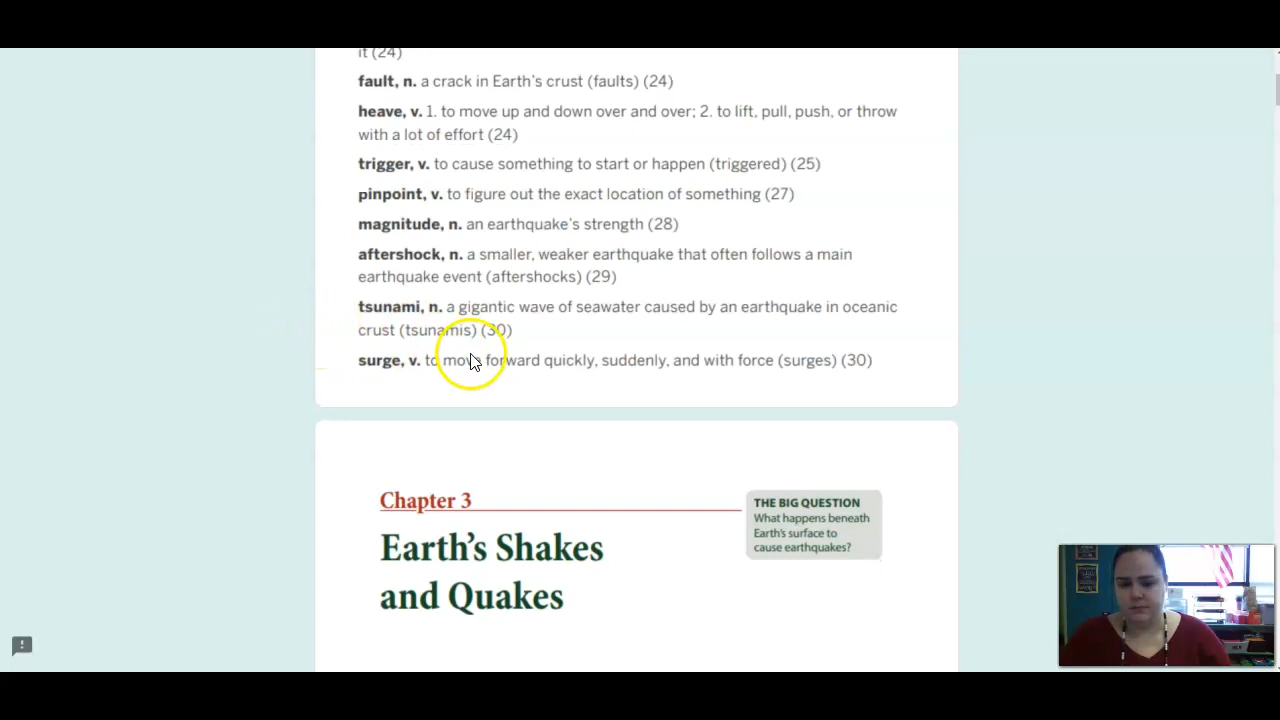 it (24)
fault, n. a crack in Earth's crust (faults) (24)
heave, v. 1. to move up and down over and over; 2. to lift, pull, push, or throw
with a lot of effort (24)
trigger, v. to cause something to start or happen (triggered) (25)
pinpoint, v. to figure out the exact location of something (27)
magnitude, n. an earthquake's strength (28)
aftershock, n. a smaller, weaker earthquake that often follows a main
earthquake event (aftershocks) (29)
tsunami, n. a gigantic wave of seawater caused by an earthquake in oceanic
crust (tsunamis) (30)
surge, v. to move forward quickly, suddenly, and with force (surges) (30)
Chapter 3
Earth's Shakes
and Quakes
THE BIG QUESTION
What happens beneath
Earth's surface to
cause earthquakes?